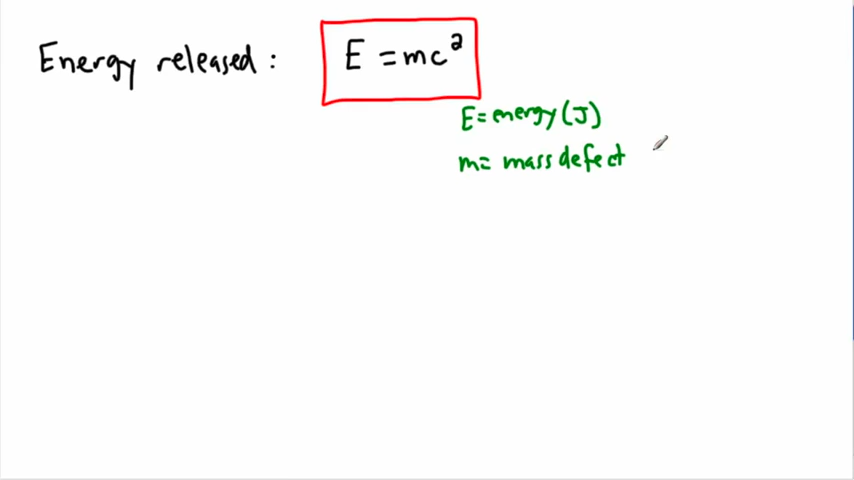 Energy released : E = mc²
E = energy (J)
m = mass defect